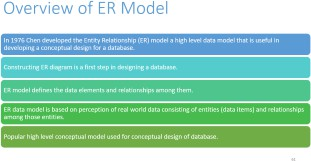 Overview of ER Model
In 1976 Chen developed the Entity Relationship (ER) model a high level data model that is useful in
developing a conceptual design for a database.
Constructing ER diagram is a first step in designing a database.
ER model defines the data elements and relationships among them.
ER data model is based on perception of real world data consisting of entities (data items) and relationships
among those entities.
Popular high level conceptual model used for conceptual design of database.